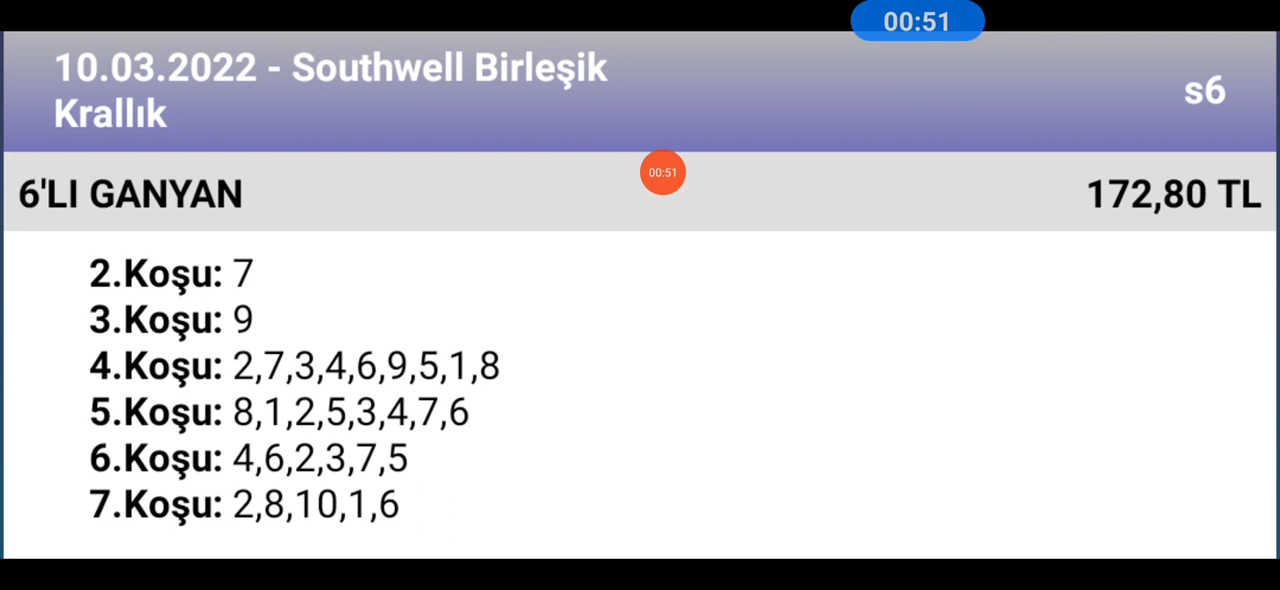 00:51
10.03.2022 - Southwell Birleşik
Krallık
s6
00:51
6'LI GANYAN
172,80 TL
2.Koşu: 7
3.Koşu: 9
4.Koşu: 2,7,3,4,6,9,5,1,8
5.Koşu: 8,1,2,5,3,4,7,6
6.Koşu: 4,6,2,3,7,5
7.Koşu: 2,8,10,1,6